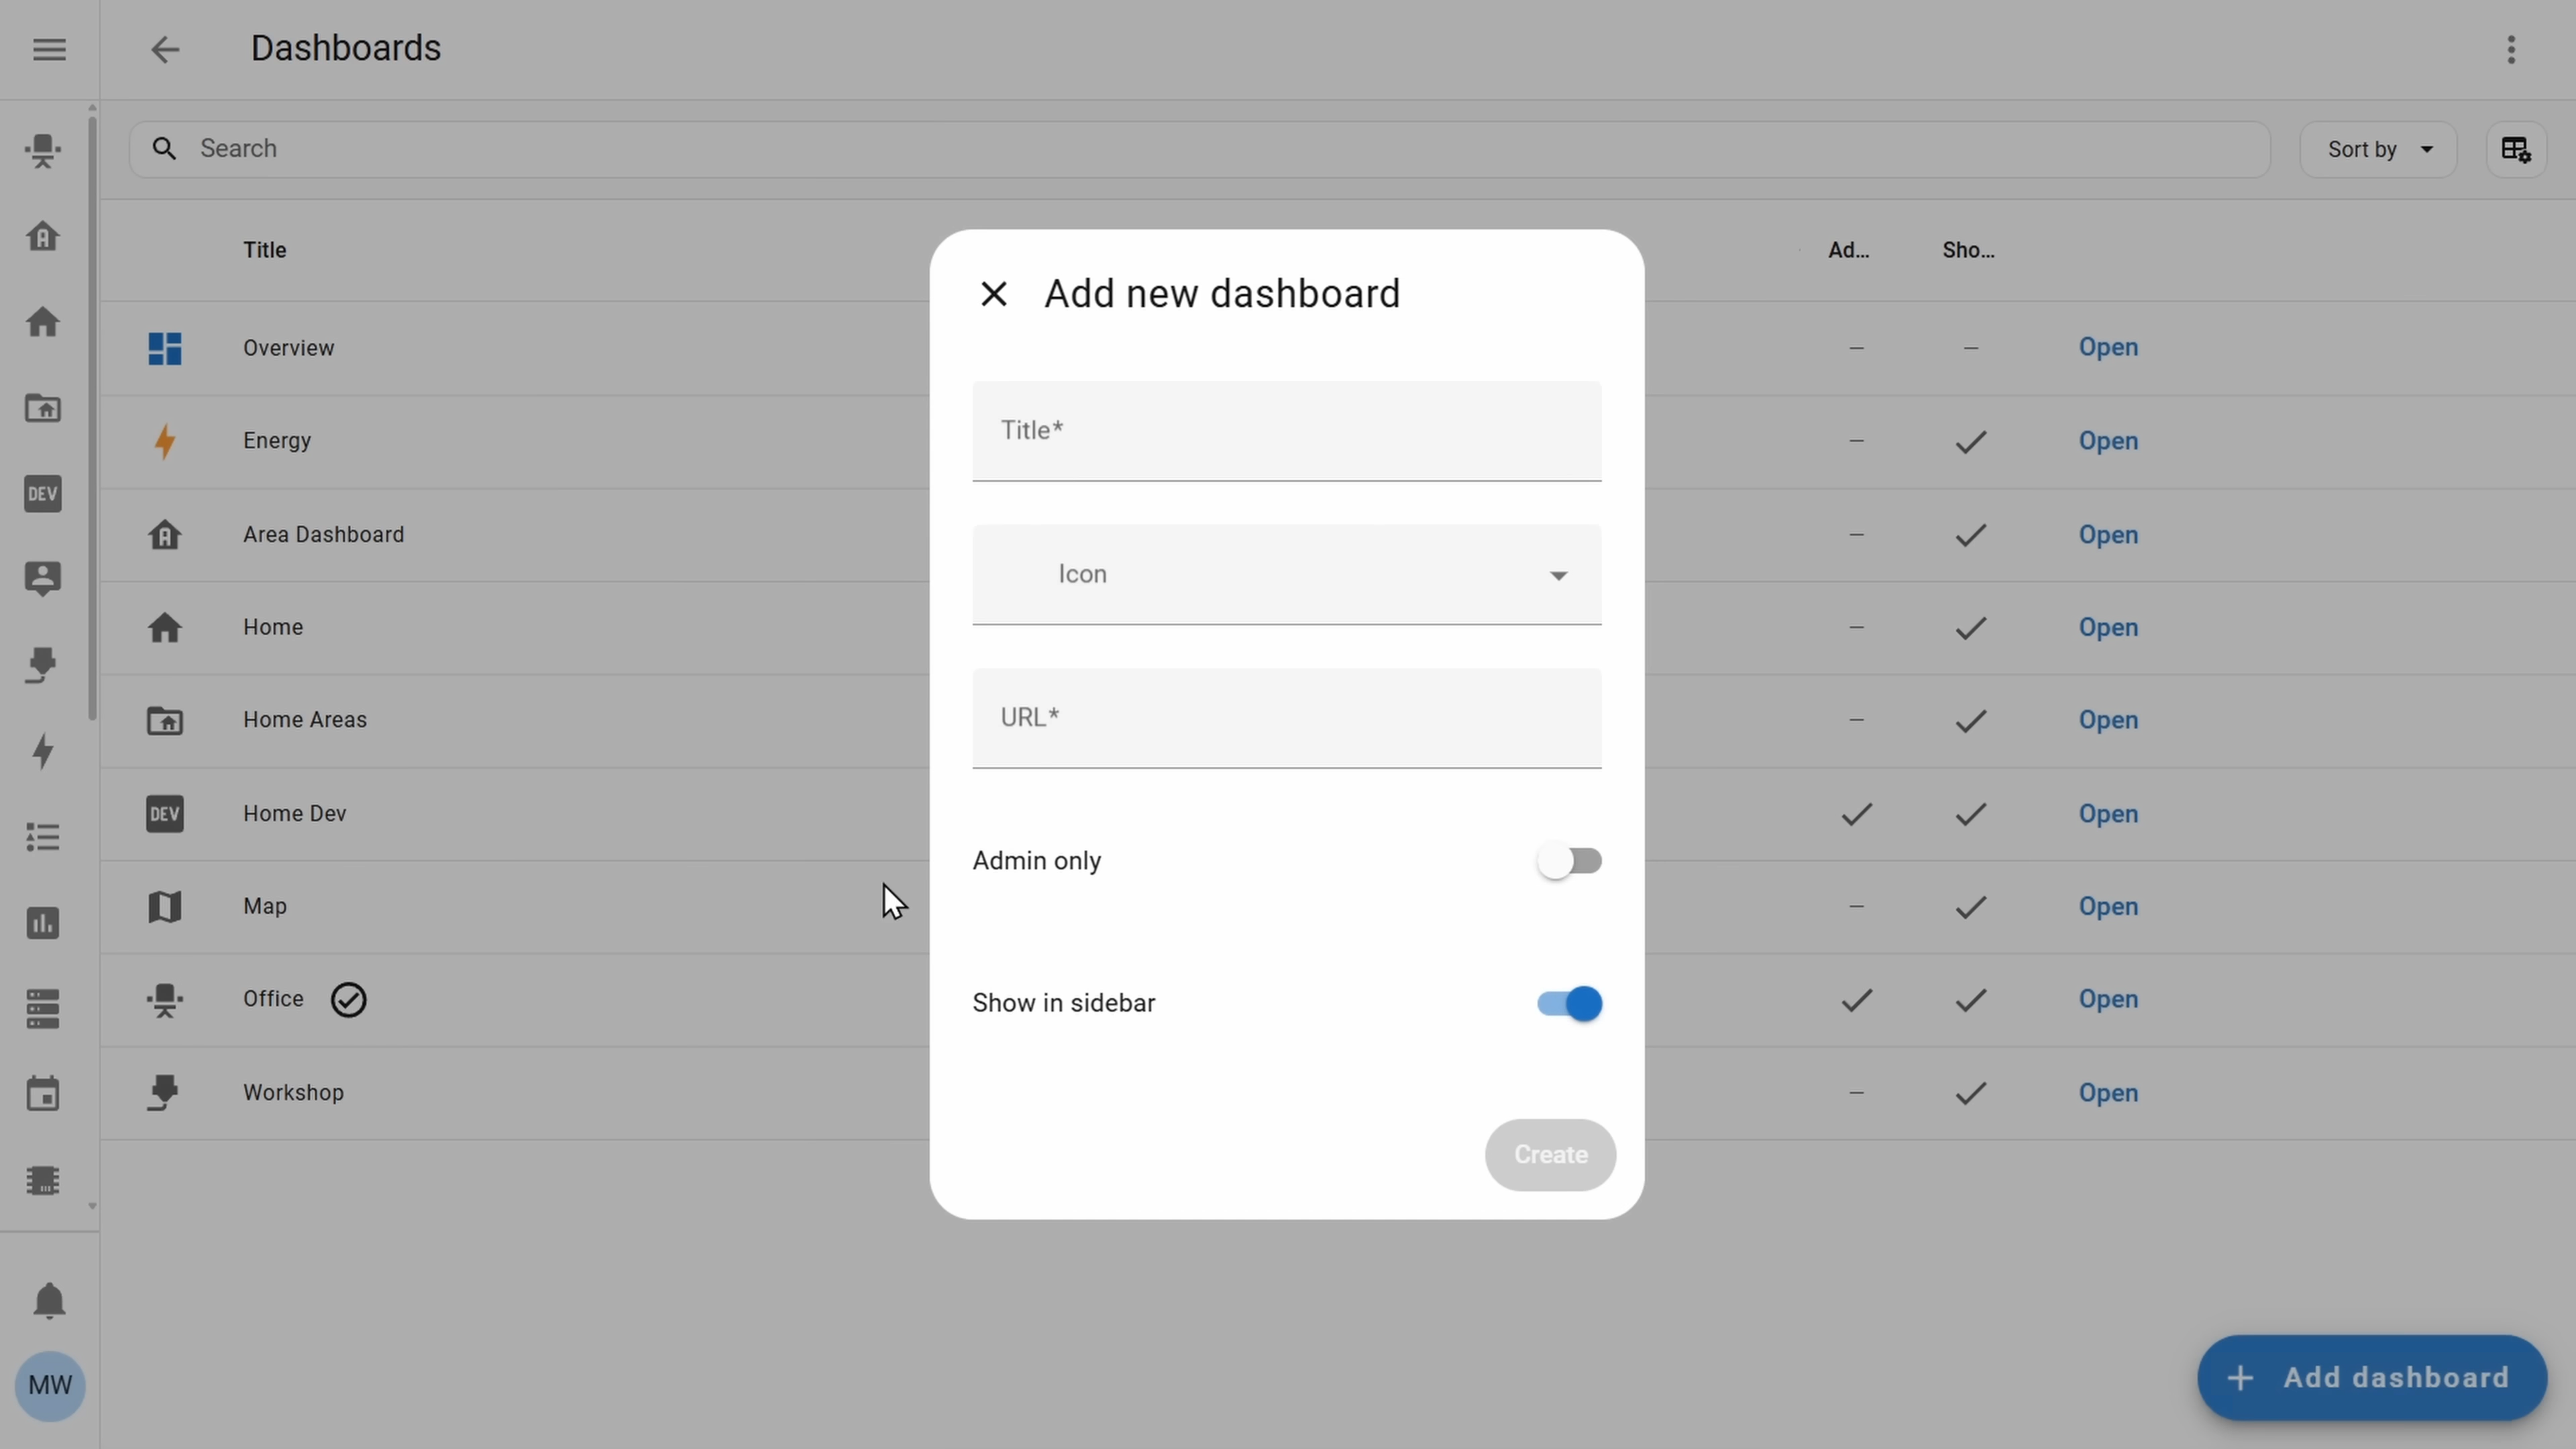 Dashboards
Search
Sort by
Title Ad... Sho...
Overview – – Open
Energy – Open
Area Dashboard – Open
Home – Open
Home Areas – Open
DEV
DEV Home Dev Open
Map – Open
Office Open
Workshop – Open
Add new dashboard
Title*
Icon
URL*
Admin only
Show in sidebar
Create
MW
Add dashboard